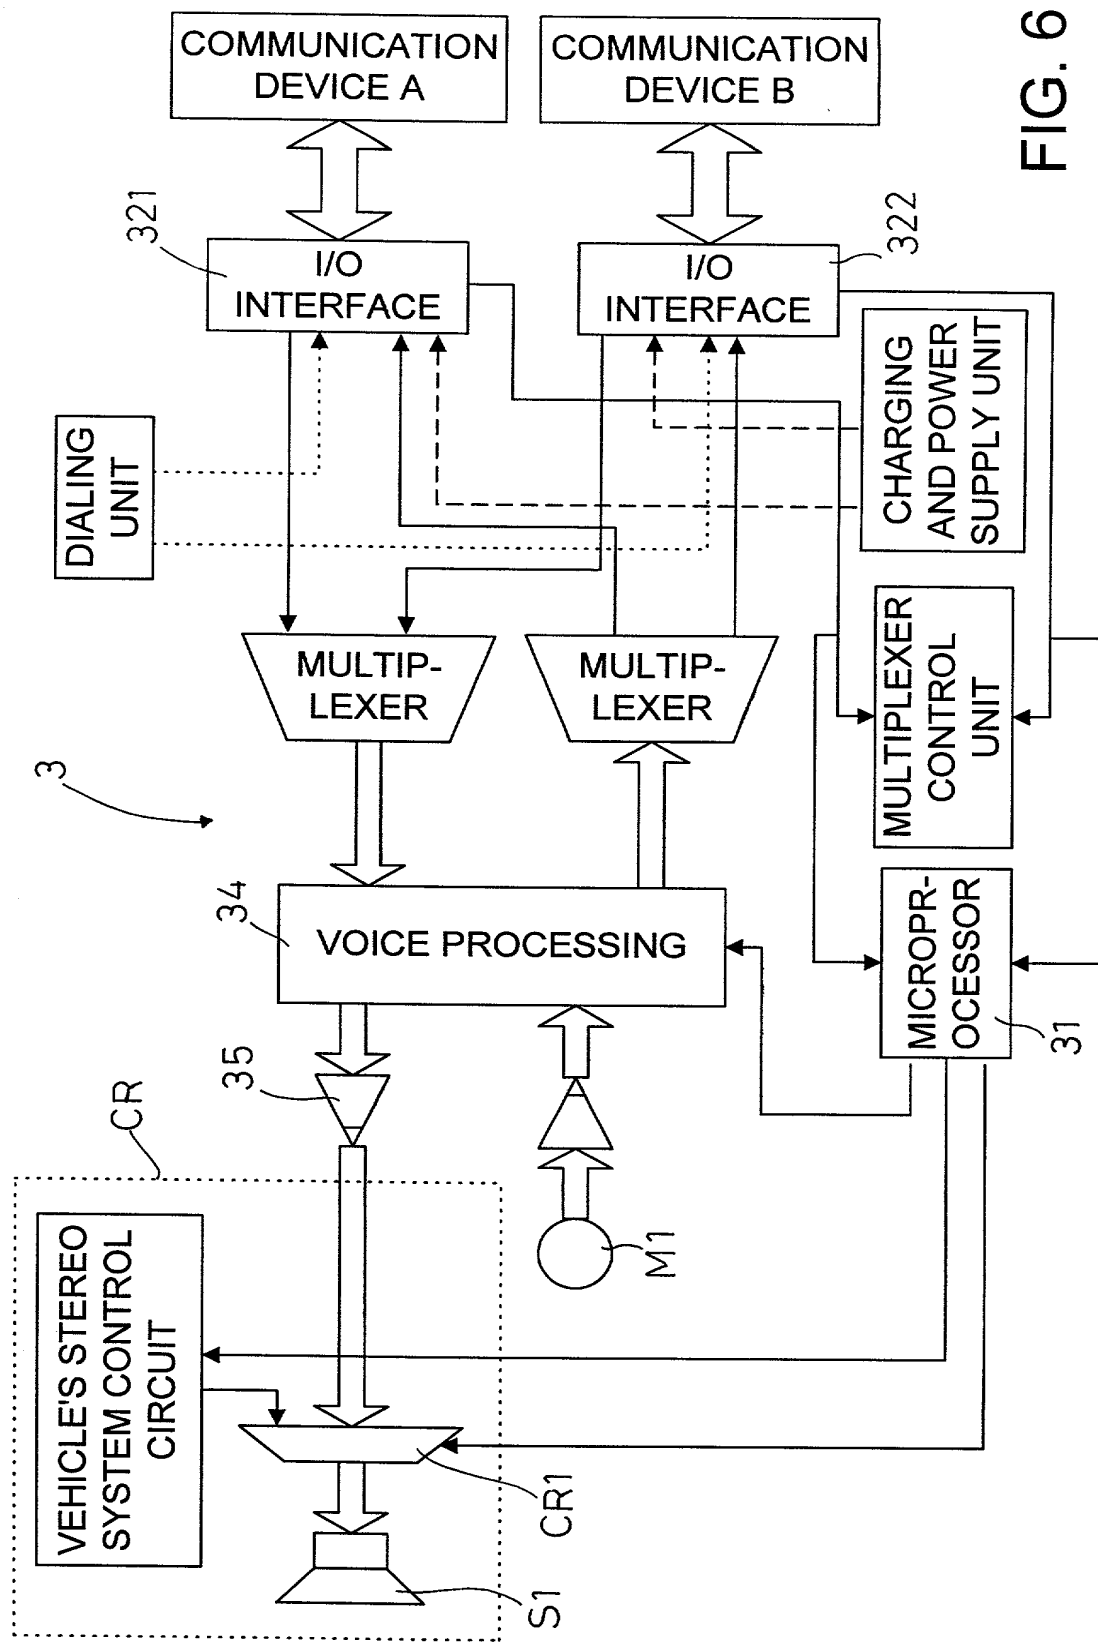 COMMUNICATION
DEVICE A
COMMUNICATION
DEVICE B
FIG. 6
321
I/O
INTERFACE
I/O
INTERFACE
322
DIALING
UNIT
CHARGING
AND POWER
SUPPLY UNIT
MULTIP-
LEXER
MULTIP-
LEXER
MULTIPLEXER
CONTROL
UNIT
3
34
VOICE PROCESSING
MICROPR-
OCESSOR
31
35
CR
M1
VEHICLE'S STEREO
SYSTEM CONTROL
CIRCUIT
CR1
S1